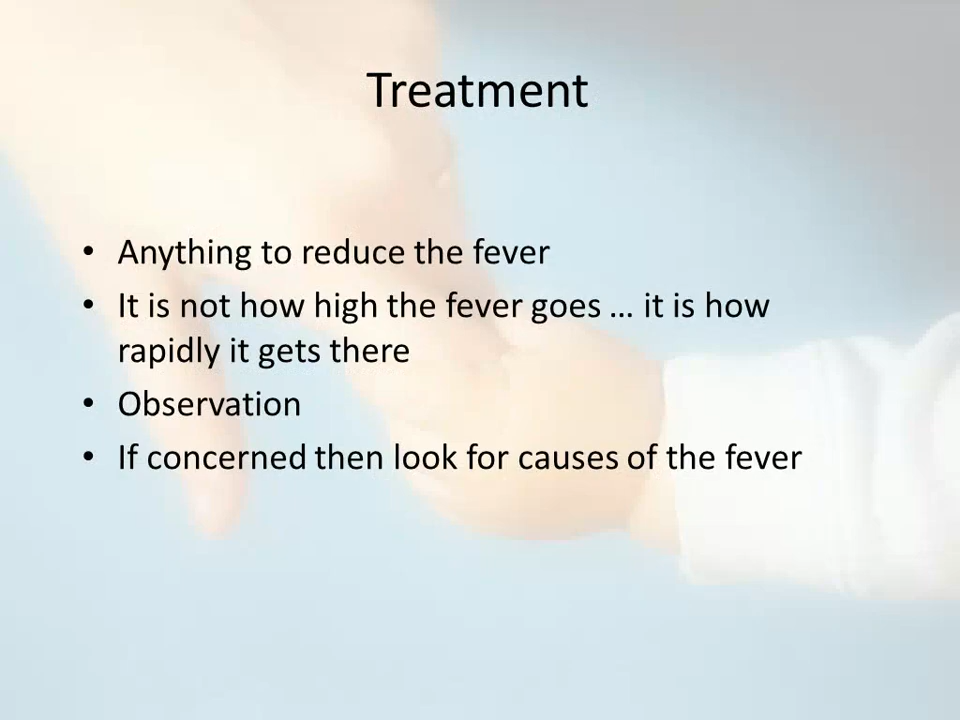 Treatment
• Anything to reduce the fever
• It is not how high the fever goes … it is how
rapidly it gets there
• Observation
• If concerned then look for causes of the fever